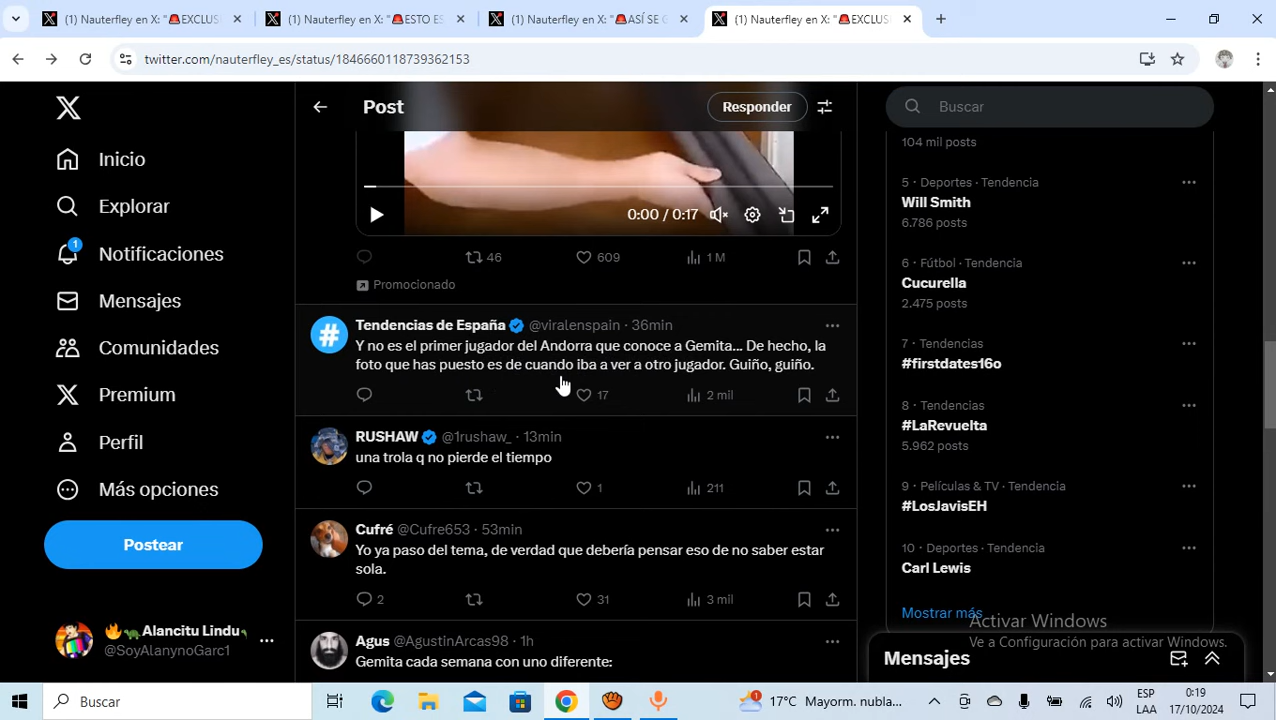 (1) Nauterfley en X: "🚨EXCLUS
(1) Nauterfley en X: "🚨ESTO ES
(1) Nauterfley en X: "🚨ASÍ SE G
(1) Nauterfley en X: "🚨EXCLUS
twitter.com/nauterfley_es/status/1846660118739362153
Inicio
Explorar
1
Notificaciones
Mensajes
Comunidades
Premium
Perfil
Más opciones
Postear
🔥🐢Alancitu Lindu
@SoyAlanynoGarc1
Post
Responder
0:00 / 0:17
46
609
1 M
Promocionado
Tendencias de España @viralenspain · 36min
Y no es el primer jugador del Andorra que conoce a Gemita... De hecho, la
foto que has puesto es de cuando iba a ver a otro jugador. Guiño, guiño.
17
2 mil
RUSHAW @1rushaw_ · 13min
una trola q no pierde el tiempo
1
211
Cufré @Cufre653 · 53min
Yo ya paso del tema, de verdad que debería pensar eso de no saber estar
sola.
2
31
3 mil
Agus @AgustinArcas98 · 1h
Gemita cada semana con uno diferente:
Buscar
104 mil posts
5 · Deportes · Tendencia
Will Smith
6.786 posts
6 · Fútbol · Tendencia
Cucurella
2.475 posts
7 · Tendencias
#firstdates16o
8 · Tendencias
#LaRevuelta
5.962 posts
9 · Películas & TV · Tendencia
#LosJavisEH
10 · Deportes · Tendencia
Carl Lewis
Mostrar más
Activar Windows
Ve a Configuración para activar Windows.
Mensajes
Buscar
1
17°C Mayorm. nubla...
ESP
LAA
0:19
17/10/2024